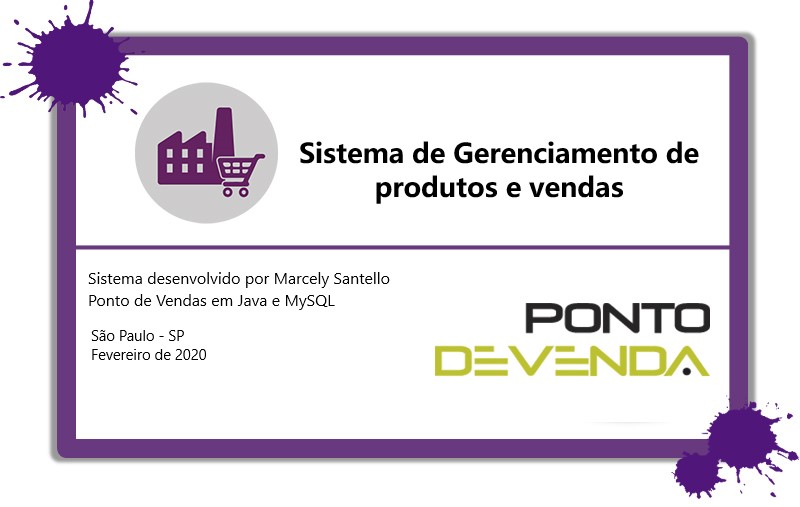 Sistema de Gerenciamento de
produtos e vendas
Sistema desenvolvido por Marcely Santello
Ponto de Vendas em Java e MySQL
São Paulo - SP
Fevereiro de 2020
PONTO
DEVENDA